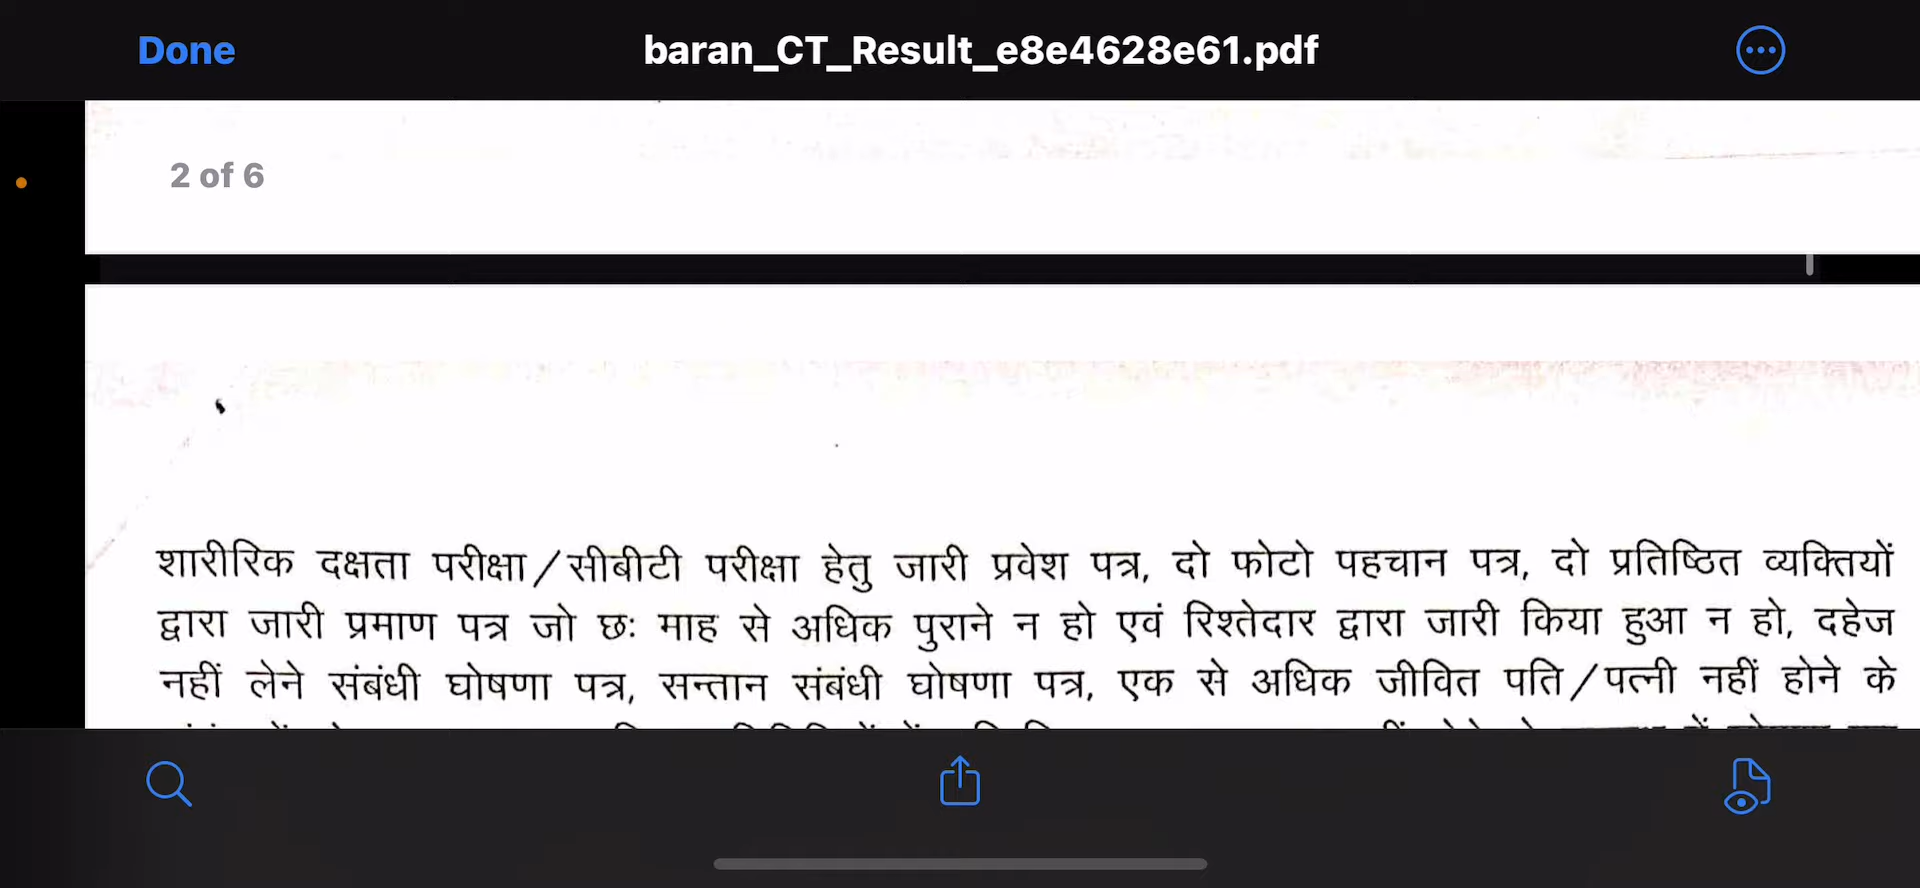 Done
baran_CT_Result_e8e4628e61.pdf
2 of 6
शारीरिक दक्षता परीक्षा/सीबीटी परीक्षा हेतु जारी प्रवेश पत्र, दो फोटो पहचान पत्र, दो प्रतिष्ठित व्यक्तियों
द्वारा जारी प्रमाण पत्र जो छः माह से अधिक पुराने न हो एवं रिश्तेदार द्वारा जारी किया हुआ न हो, दहेज
नहीं लेने संबंधी घोषणा पत्र, सन्तान संबंधी घोषणा पत्र, एक से अधिक जीवित पति/पत्नी नहीं होने के